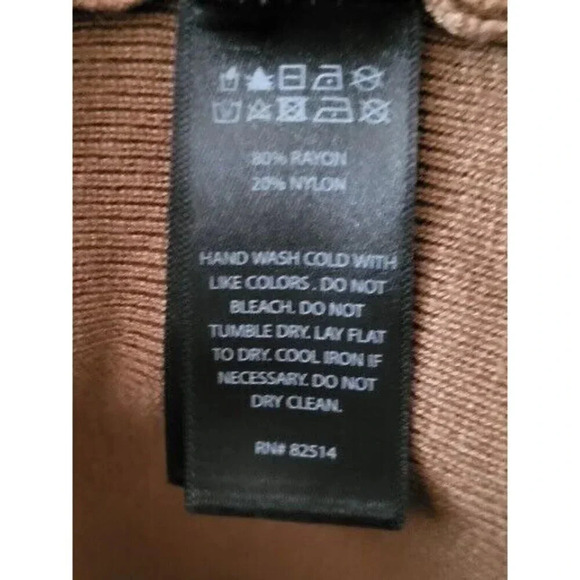 80% RAYON
20% NYLON
HAND WASH COLD WITH
LIKE COLORS . DO NOT
BLEACH. DO NOT
TUMBLE DRY. LAY FLAT
TO DRY. COOL IRON IF
NECESSARY. DO NOT
DRY CLEAN.
RN# 82514